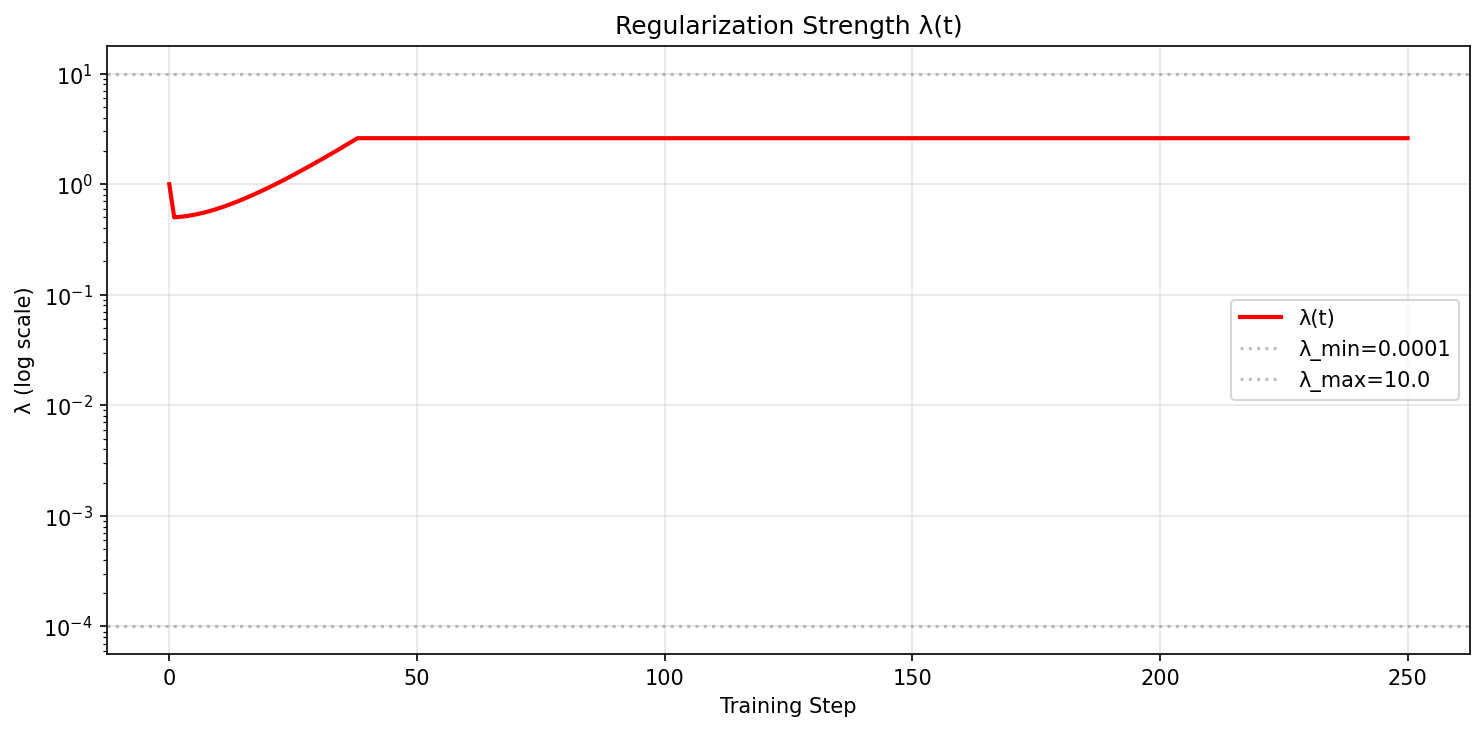 Regularization Strength λ(t)
10¹
10⁰
10⁻¹
10⁻²
10⁻³
10⁻⁴
λ (log scale)
λ(t)
λ_min=0.0001
λ_max=10.0
0 50 100 150 200 250
Training Step